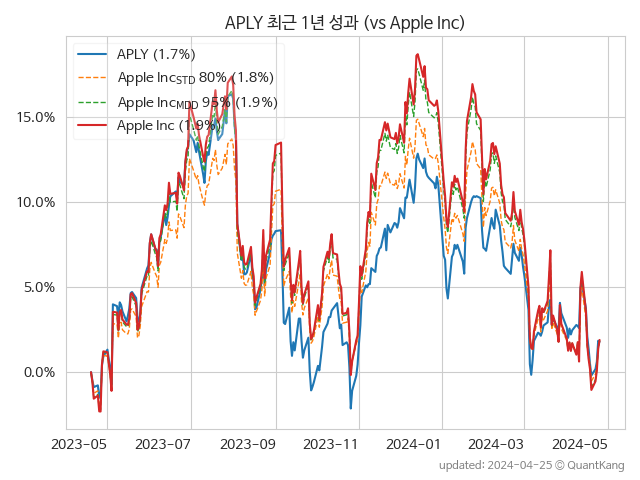 APLY 최근 1년 성과 (vs Apple Inc)
APLY (1.7%)
Apple IncSTD 80% (1.8%)
Apple IncMDD 95% (1.9%)
Apple Inc (1.9%)
15.0%
10.0%
5.0%
0.0%
2023-05 2023-07 2023-09 2023-11 2024-01 2024-03 2024-05
updated: 2024-04-25 © QuantKang